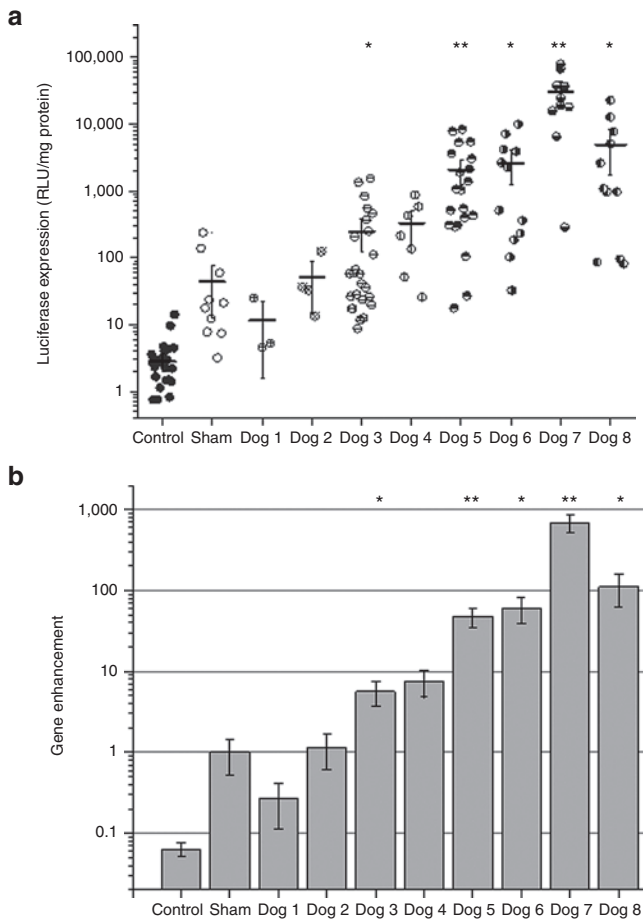 a
* ** * ** *
100,000
10,000
1,000
100
10
1
Luciferase expression (RLU/mg protein)
Control Sham Dog 1 Dog 2 Dog 3 Dog 4 Dog 5 Dog 6 Dog 7 Dog 8
b
* ** * ** *
1,000
100
10
1
0.1
Gene enhancement
Control Sham Dog 1 Dog 2 Dog 3 Dog 4 Dog 5 Dog 6 Dog 7 Dog 8